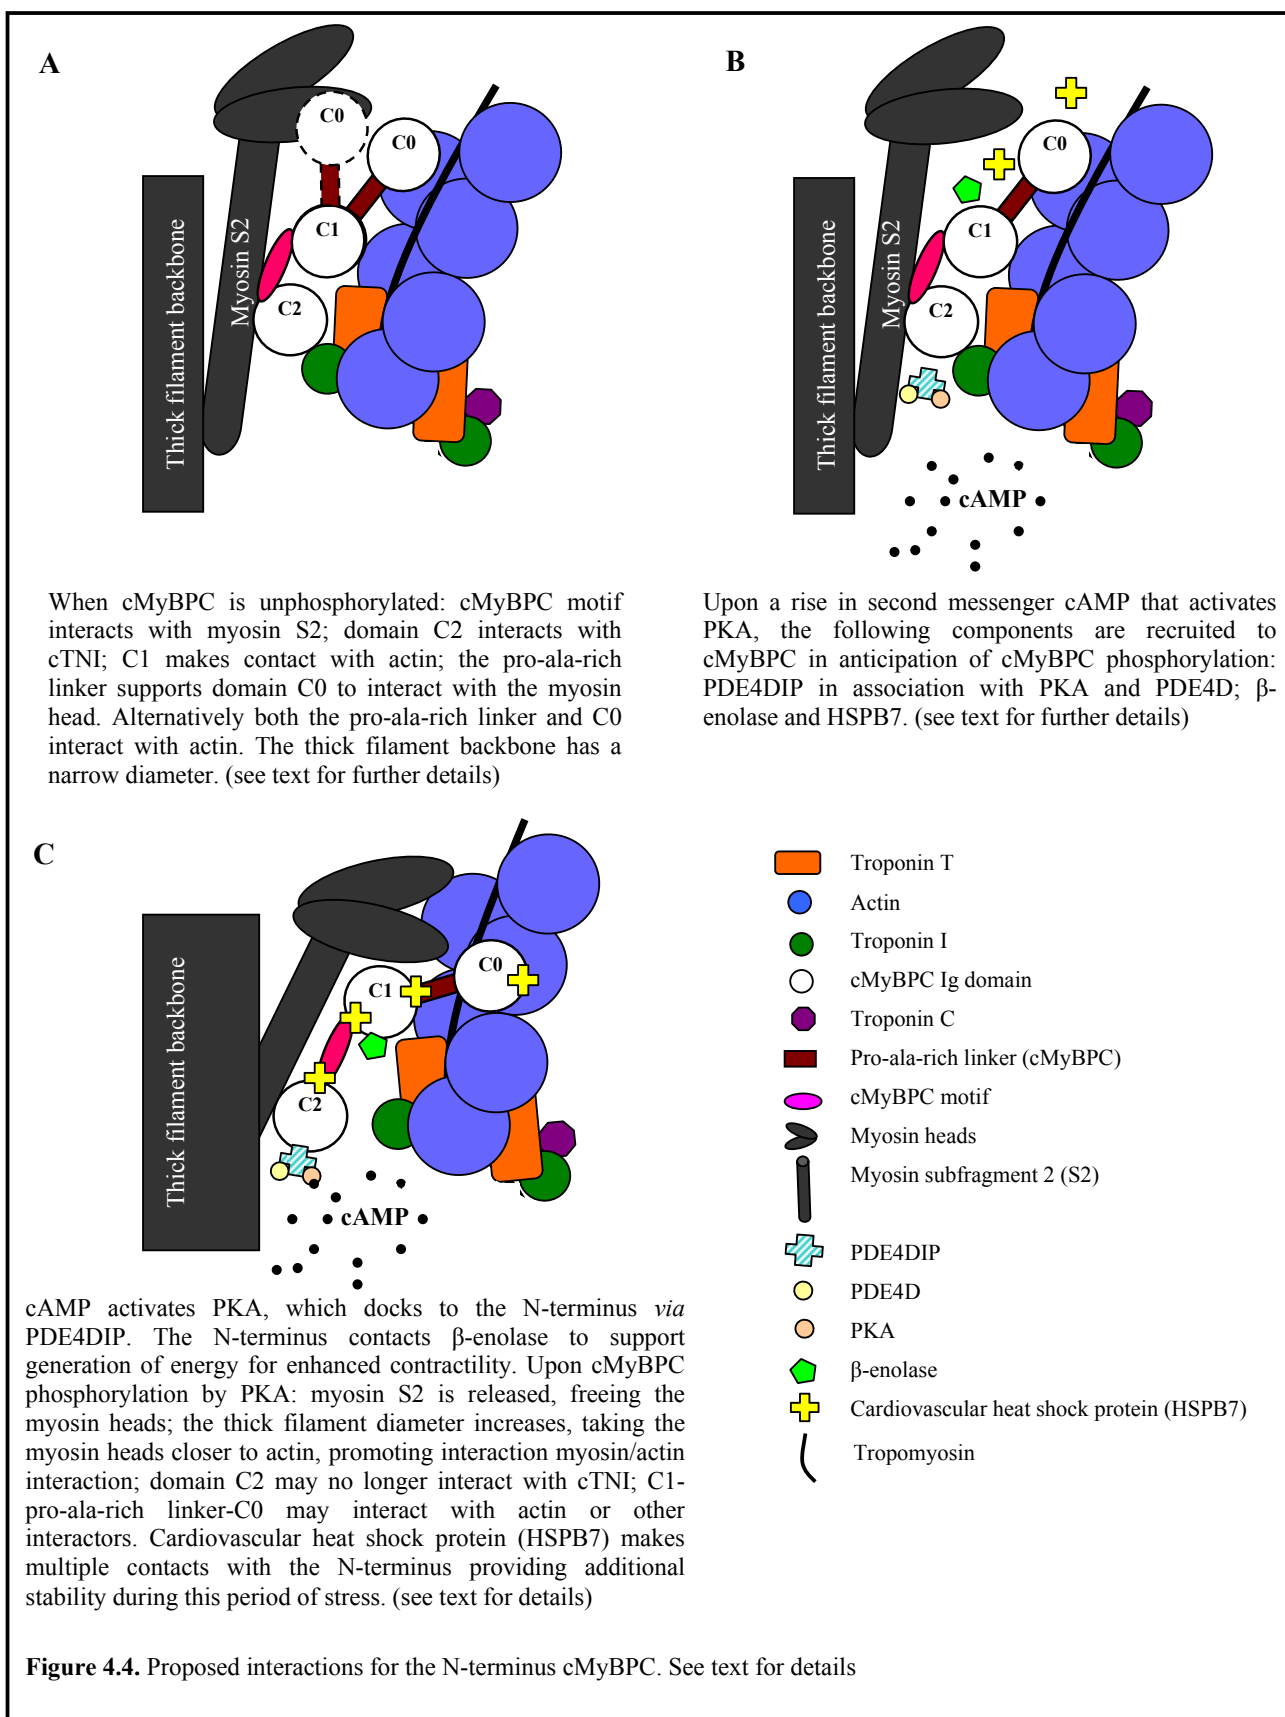 A
C0
C0
C1
C2
Myosin S2
Thick filament backbone
When cMyBPC is unphosphorylated: cMyBPC motif
interacts with myosin S2; domain C2 interacts with
cTNI; C1 makes contact with actin; the pro-ala-rich
linker supports domain C0 to interact with the myosin
head. Alternatively both the pro-ala-rich linker and C0
interact with actin. The thick filament backbone has a
narrow diameter. (see text for further details)
B
C0
C1
C2
Myosin S2
Thick filament backbone
cAMP
Upon a rise in second messenger cAMP that activates
PKA, the following components are recruited to
cMyBPC in anticipation of cMyBPC phosphorylation:
PDE4DIP in association with PKA and PDE4D; β-
enolase and HSPB7. (see text for further details)
C
C0
C1
C2
Thick filament backbone
cAMP
cAMP activates PKA, which docks to the N-terminus via
PDE4DIP. The N-terminus contacts β-enolase to support
generation of energy for enhanced contractility. Upon cMyBPC
phosphorylation by PKA: myosin S2 is released, freeing the
myosin heads; the thick filament diameter increases, taking the
myosin heads closer to actin, promoting interaction myosin/actin
interaction; domain C2 may no longer interact with cTNI; C1-
pro-ala-rich linker-C0 may interact with actin or other
interactors. Cardiovascular heat shock protein (HSPB7) makes
multiple contacts with the N-terminus providing additional
stability during this period of stress. (see text for details)
Troponin T
Actin
Troponin I
cMyBPC Ig domain
Troponin C
Pro-ala-rich linker (cMyBPC)
cMyBPC motif
Myosin heads
Myosin subfragment 2 (S2)
PDE4DIP
PDE4D
PKA
β-enolase
Cardiovascular heat shock protein (HSPB7)
Tropomyosin
Figure 4.4. Proposed interactions for the N-terminus cMyBPC. See text for details